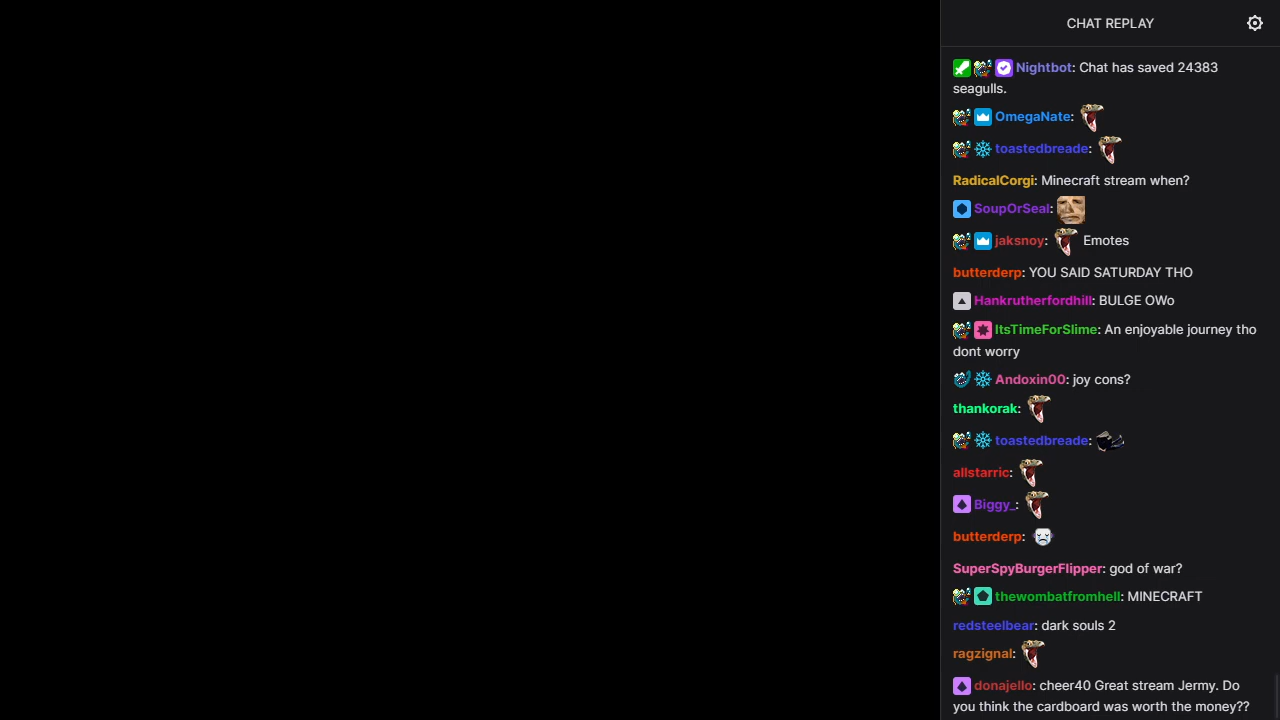 CHAT REPLAY
Nightbot: Chat has saved 24383
seagulls.
OmegaNate:
toastedbreade:
RadicalCorgi: Minecraft stream when?
SoupOrSeal:
jaksnoy: Emotes
butterderp: YOU SAID SATURDAY THO
Hankrutherfordhill: BULGE OWo
ItsTimeForSlime: An enjoyable journey tho
dont worry
Andoxin00: joy cons?
thankorak:
toastedbreade:
allstarric:
Biggy_:
butterderp:
SuperSpyBurgerFlipper: god of war?
thewombatfromhell: MINECRAFT
redsteelbear: dark souls 2
ragzignal:
donajello: cheer40 Great stream Jermy. Do
you think the cardboard was worth the money??